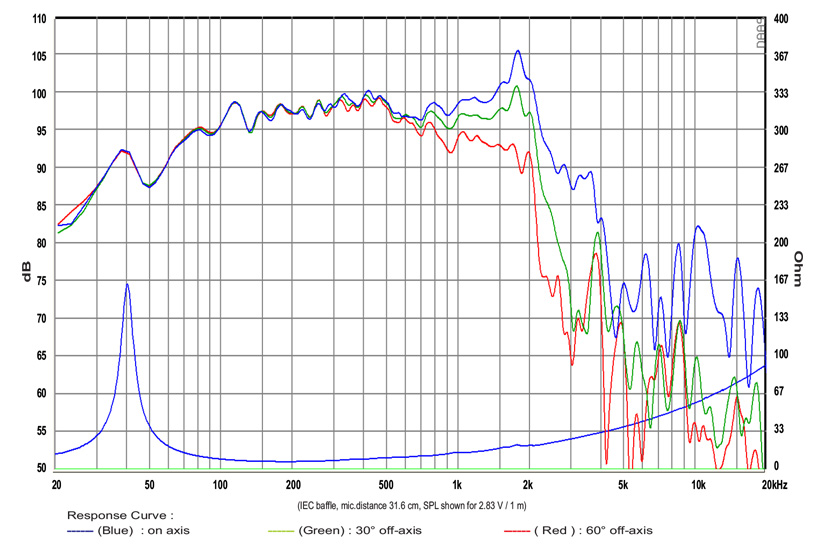 110 400
DAAS
105 367
100 333
95 300
90 267
85 233
80 200
dB Ohm
75 167
70 133
65 100
60 67
55 33
50 0
20 50 100 200 500 1k 2k 5k 10k 20kHz
(IEC baffle, mic.distance 31.6 cm, SPL shown for 2.83 V / 1 m)
Response Curve :
(Blue) : on axis (Green) : 30° off-axis ( Red ) : 60° off-axis